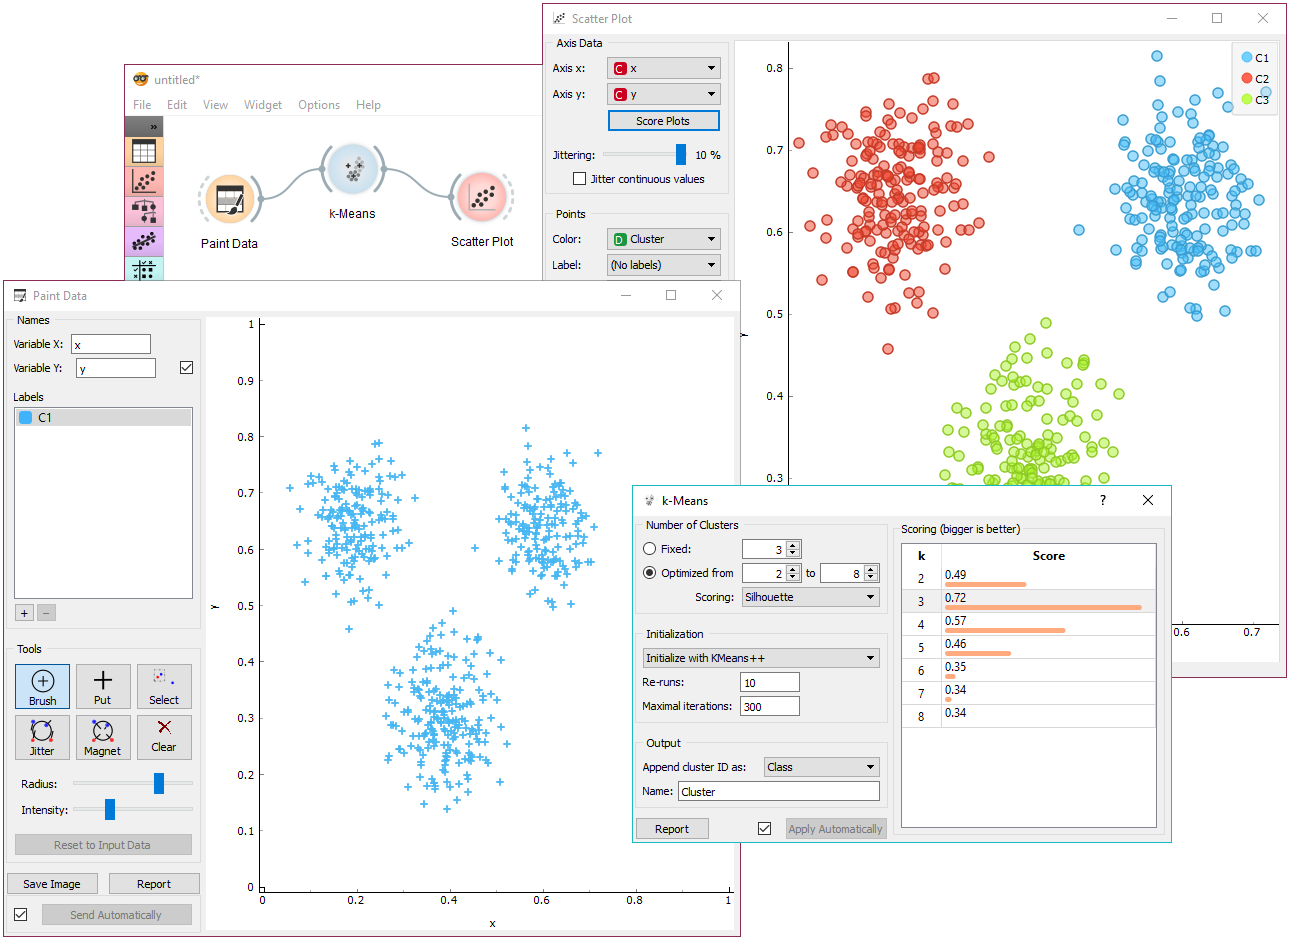 Scatter Plot
Axis Data
Axis x: C x
Axis y: C y
Score Plots
Jittering: 10 %
Jitter continuous values
Points
Color: D Cluster
Label: (No labels)
0.8
0.7
0.6
0.5
0.4
0.3
y
0.6 0.7
C1
C2
C3
untitled*
File Edit View Widget Options Help
»
Paint Data
k-Means
Scatter Plot
Paint Data
Names
Variable X: x
Variable Y: y
Labels
C1
+ −
Tools
Brush Put Select
Jitter Magnet Clear
Radius:
Intensity:
Reset to Input Data
Save Image Report
Send Automatically
1
0.9
0.8
0.7
0.6
0.5
0.4
0.3
0.2
0.1
0
y
0 0.2 0.4 0.6 0.8 1
x
k-Means ?
Number of Clusters
Fixed: 3
Optimized from 2 to 8
Scoring: Silhouette
Initialization
Initialize with KMeans++
Re-runs: 10
Maximal iterations: 300
Output
Append cluster ID as: Class
Name: Cluster
Report Apply Automatically
Scoring (bigger is better)
k Score
2 0.49
3 0.72
4 0.57
5 0.46
6 0.35
7 0.34
8 0.34